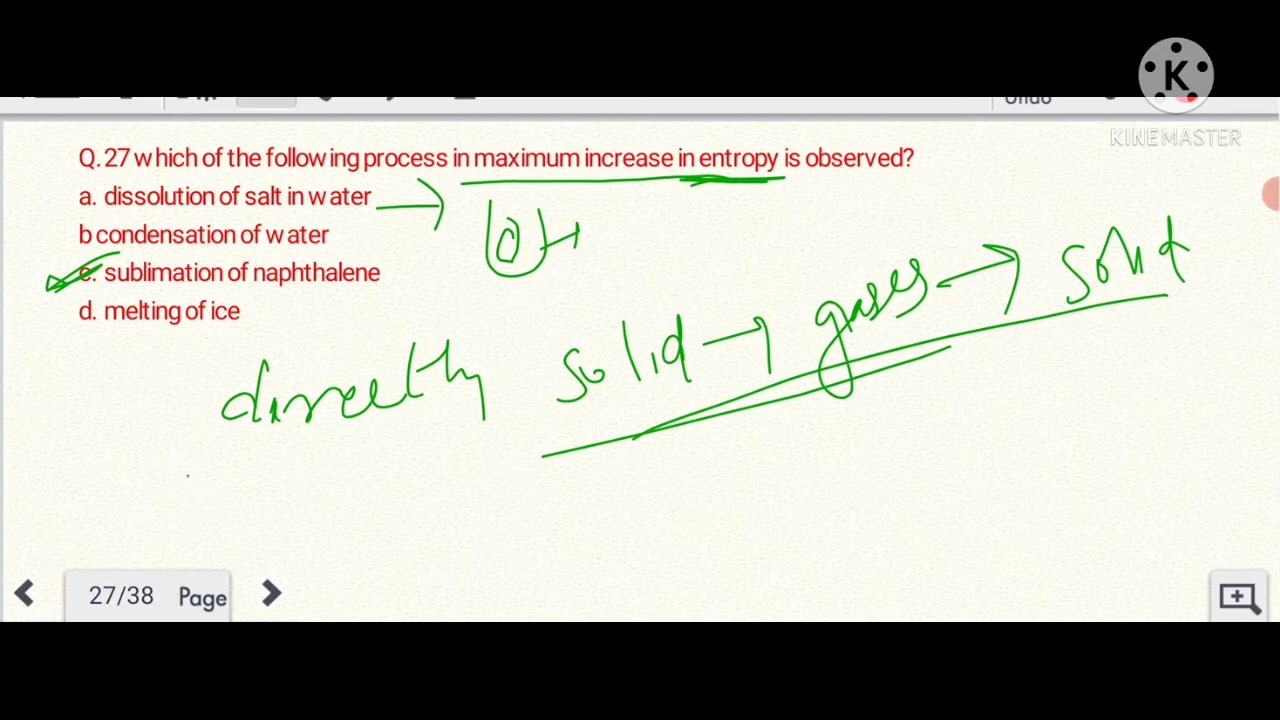 Undo
K
KINEMASTER
Q. 27 which of the following process in maximum increase in entropy is observed?
a. dissolution of salt in water
b condensation of water
c. sublimation of naphthalene
d. melting of ice
directly solid → gases → solid
27/38 Page